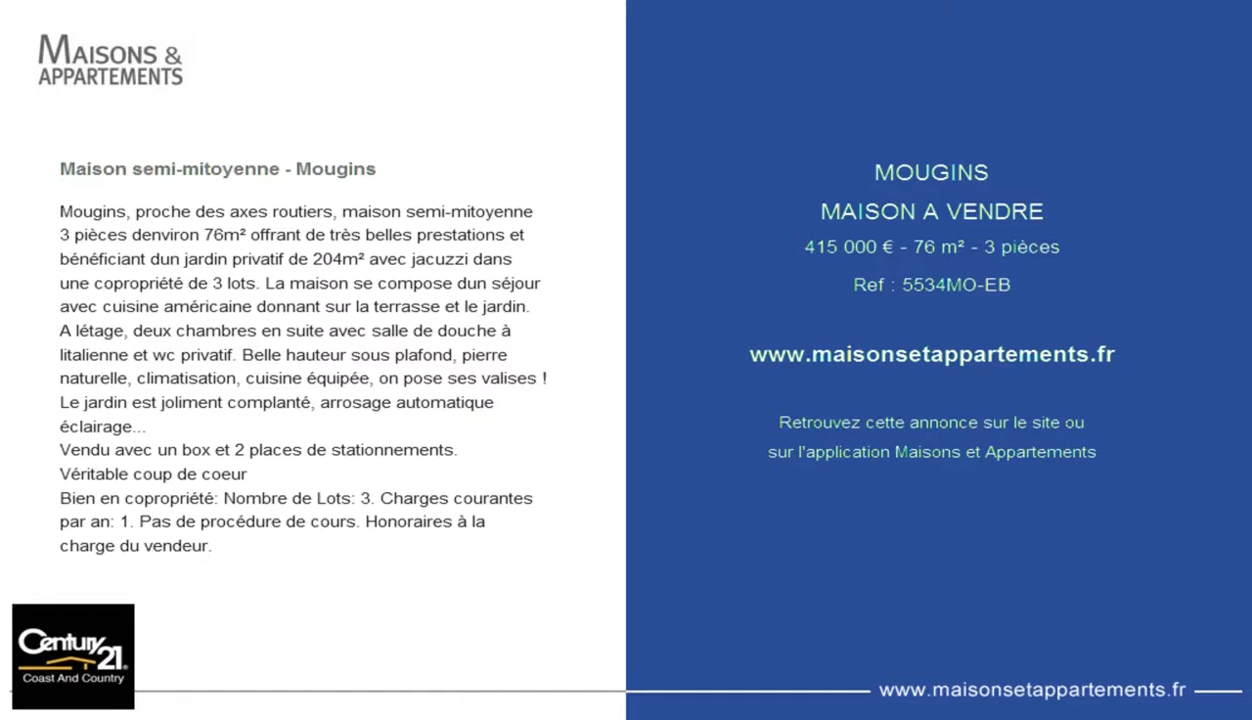 MAISONS &
APPARTEMENTS
Maison semi-mitoyenne - Mougins
Mougins, proche des axes routiers, maison semi-mitoyenne
3 pièces denviron 76m² offrant de très belles prestations et
bénéficiant dun jardin privatif de 204m² avec jacuzzi dans
une copropriété de 3 lots. La maison se compose dun séjour
avec cuisine américaine donnant sur la terrasse et le jardin.
A létage, deux chambres en suite avec salle de douche à
litalienne et wc privatif. Belle hauteur sous plafond, pierre
naturelle, climatisation, cuisine équipée, on pose ses valises !
Le jardin est joliment complanté, arrosage automatique
éclairage...
Vendu avec un box et 2 places de stationnements.
Véritable coup de coeur
Bien en copropriété: Nombre de Lots: 3. Charges courantes
par an: 1. Pas de procédure de cours. Honoraires à la
charge du vendeur.
Century 21®
Coast And Country
MOUGINS
MAISON A VENDRE
415 000 € - 76 m² - 3 pièces
Ref : 5534MO-EB
www.maisonsetappartements.fr
Retrouvez cette annonce sur le site ou
sur l'application Maisons et Appartements
www.maisonsetappartements.fr